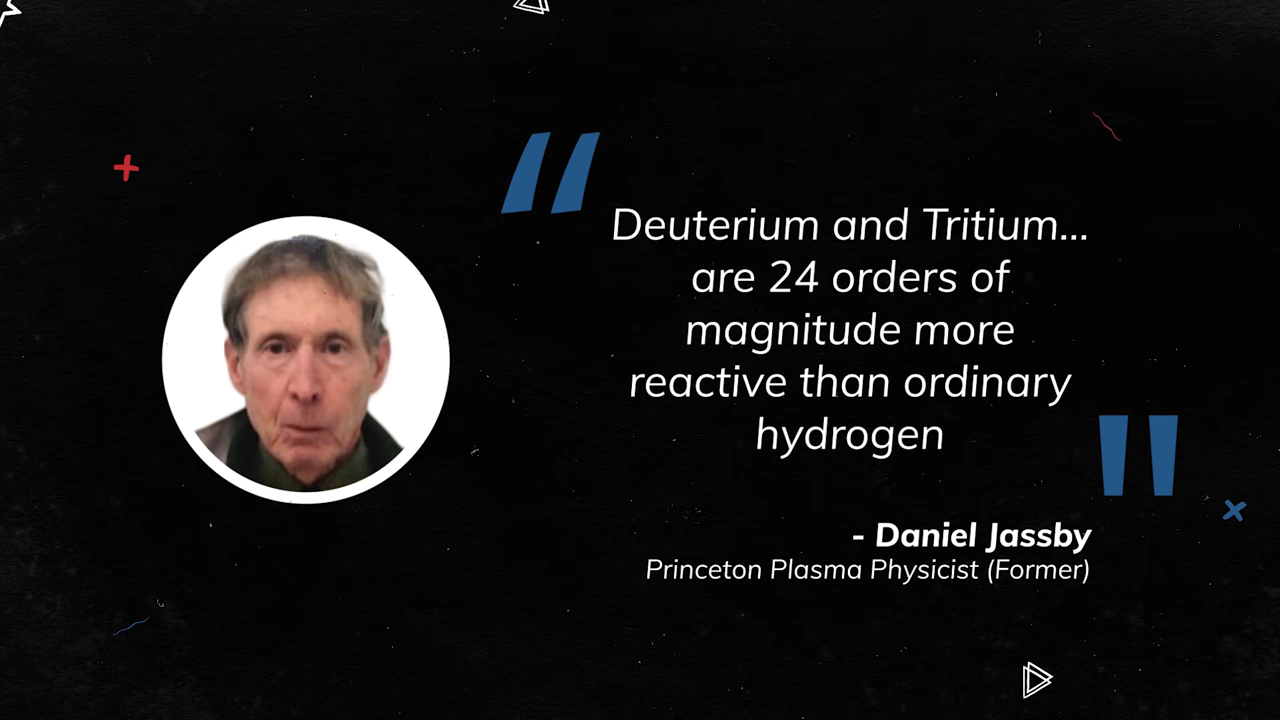 “
Deuterium and Tritium...
are 24 orders of
magnitude more
reactive than ordinary
hydrogen
"
- Daniel Jassby
Princeton Plasma Physicist (Former)